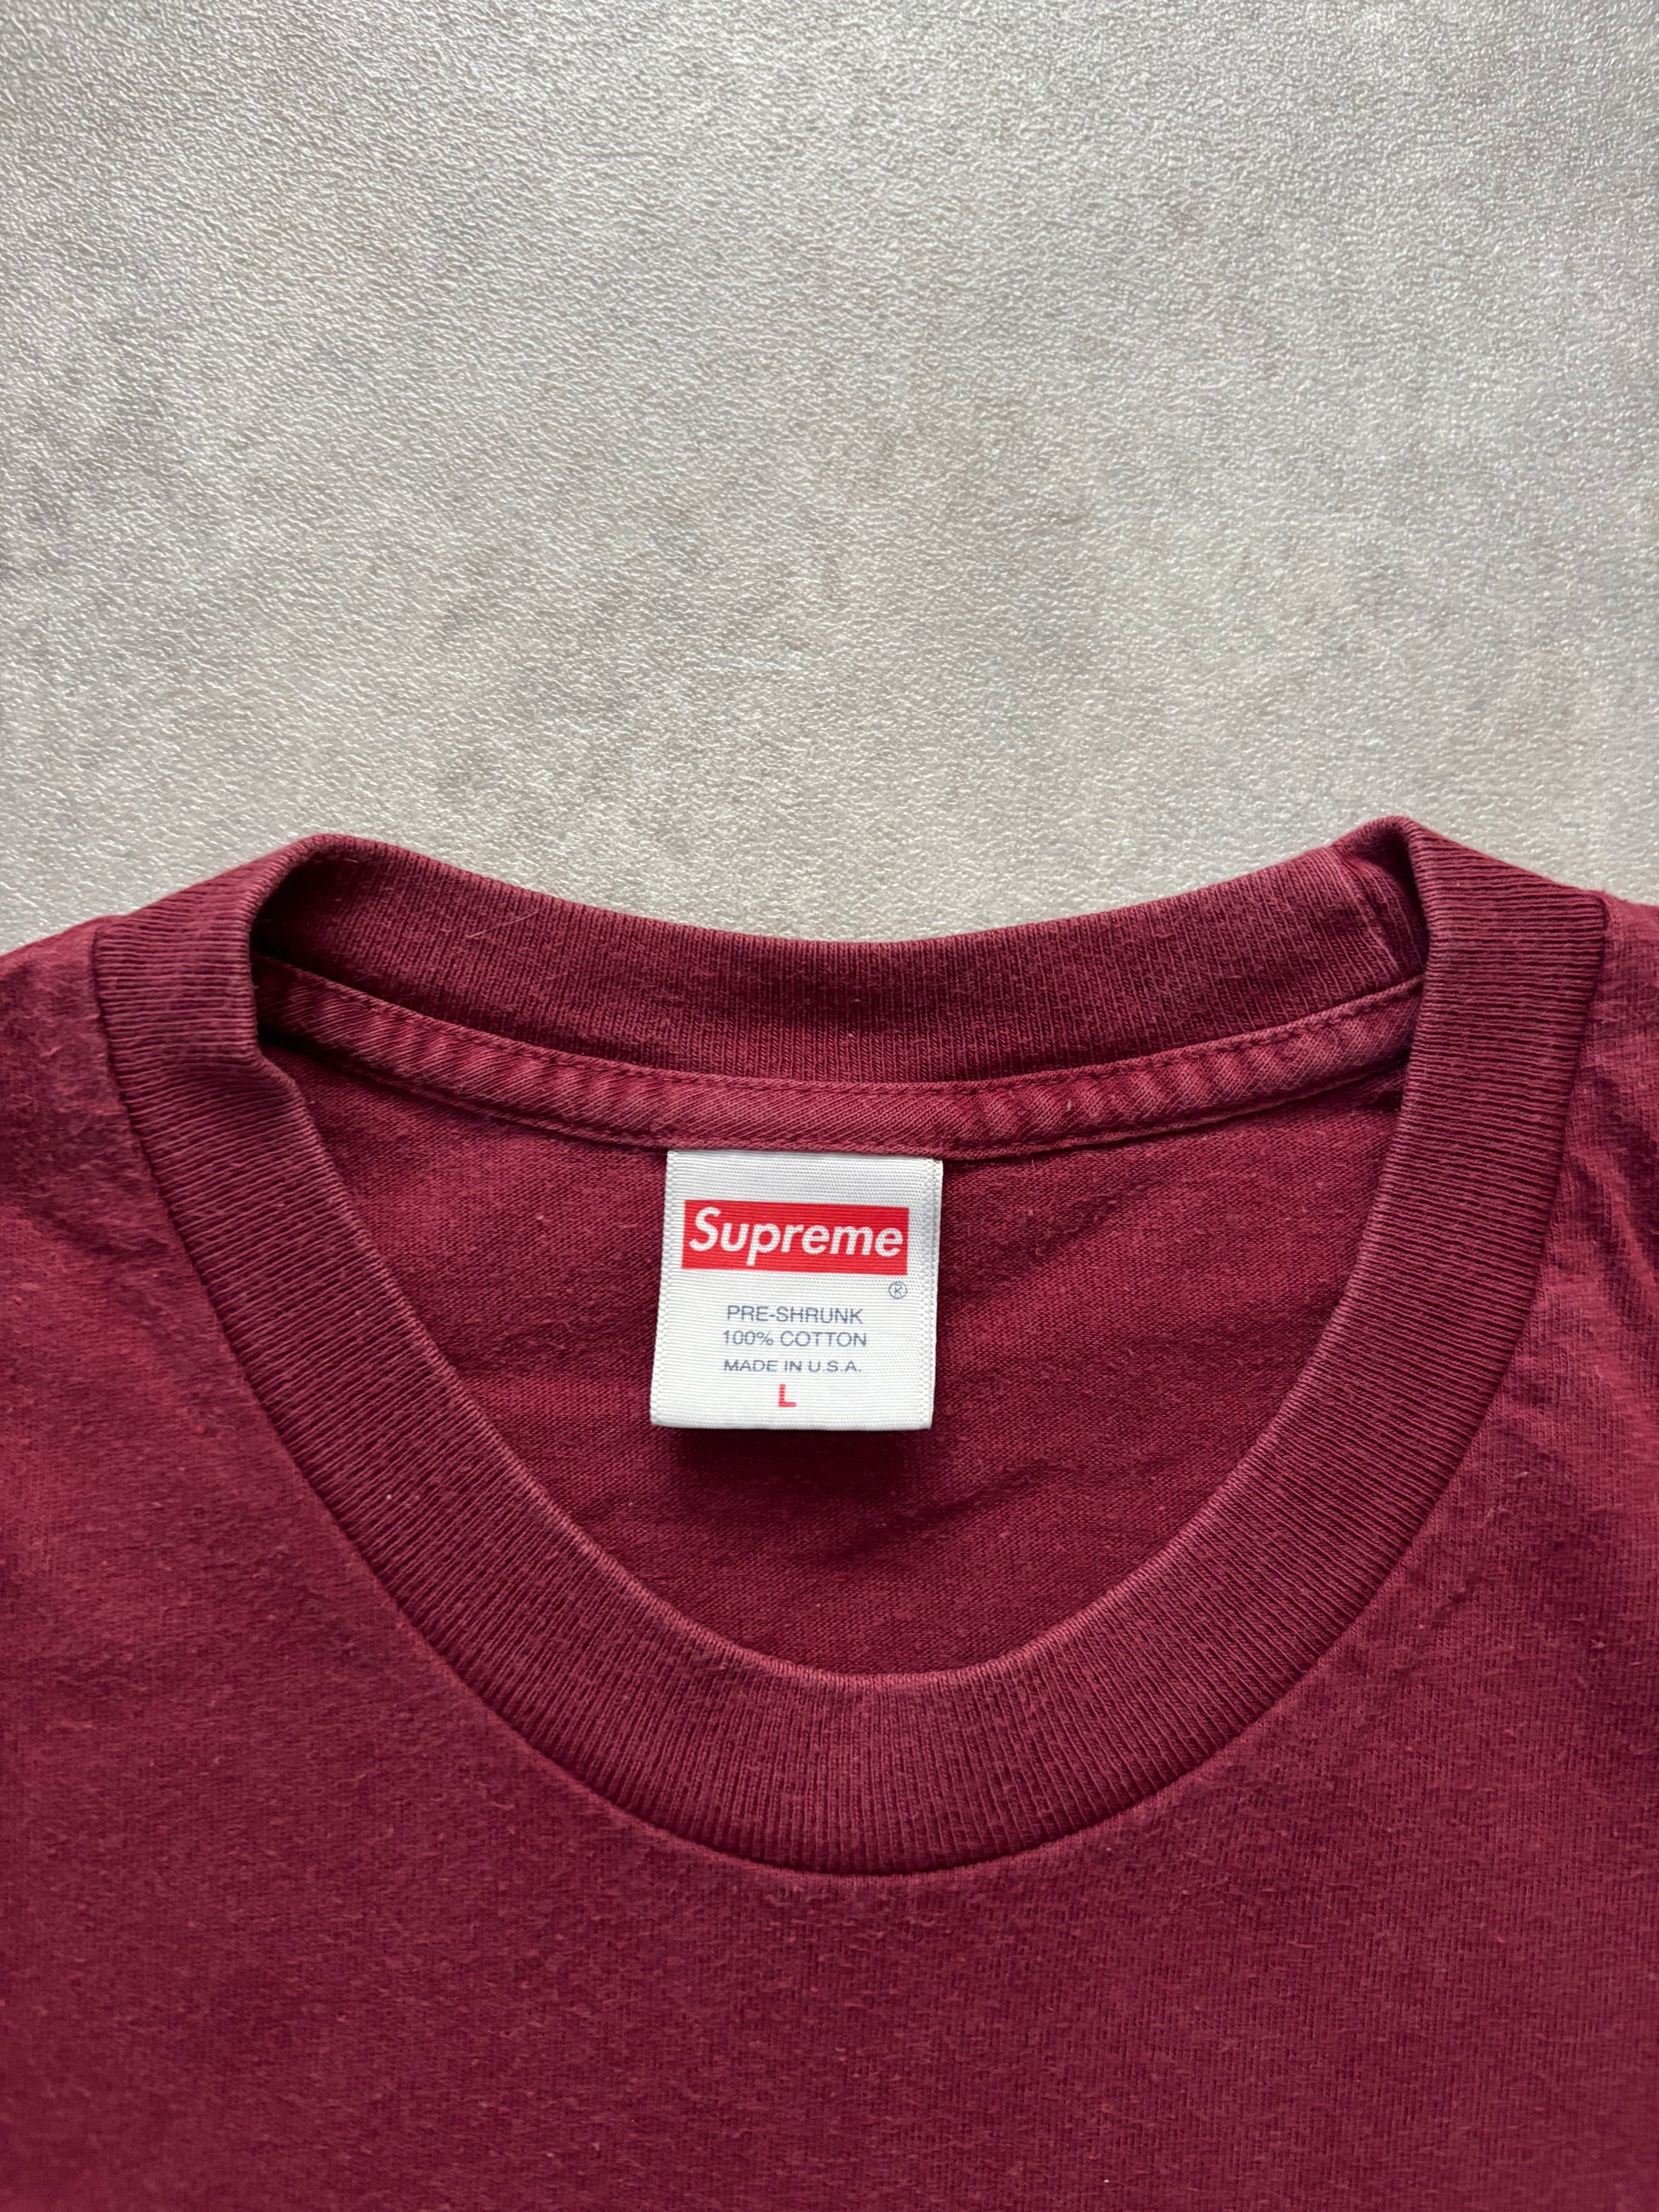 Supreme
®
PRE-SHRUNK
100% COTTON
MADE IN U.S.A.
L